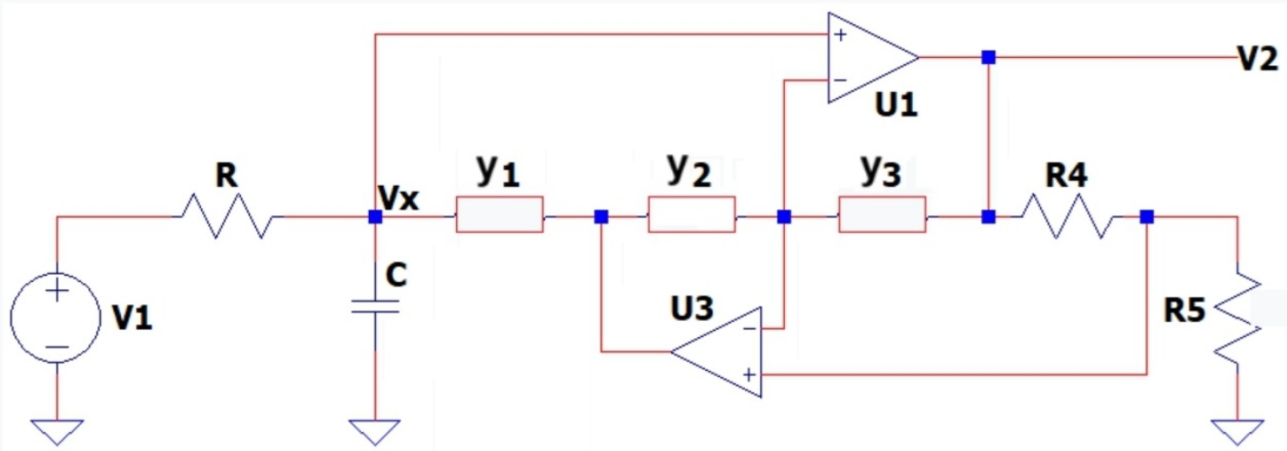 +
V2
−
U1
R
y1
y2
y3
R4
Vx
C
+
V1
−
U3
−
R5
+